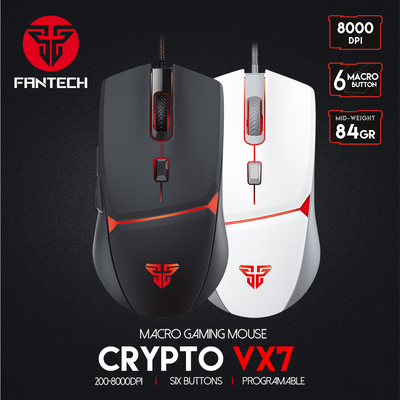 FANTECH
8000
DPI
6 MACRO
BUTTON
MID-WEIGHT
84GR
MACRO GAMING MOUSE
CRYPTO VX7
200-8000DPI | SIX BUTTONS | PROGRAMABLE